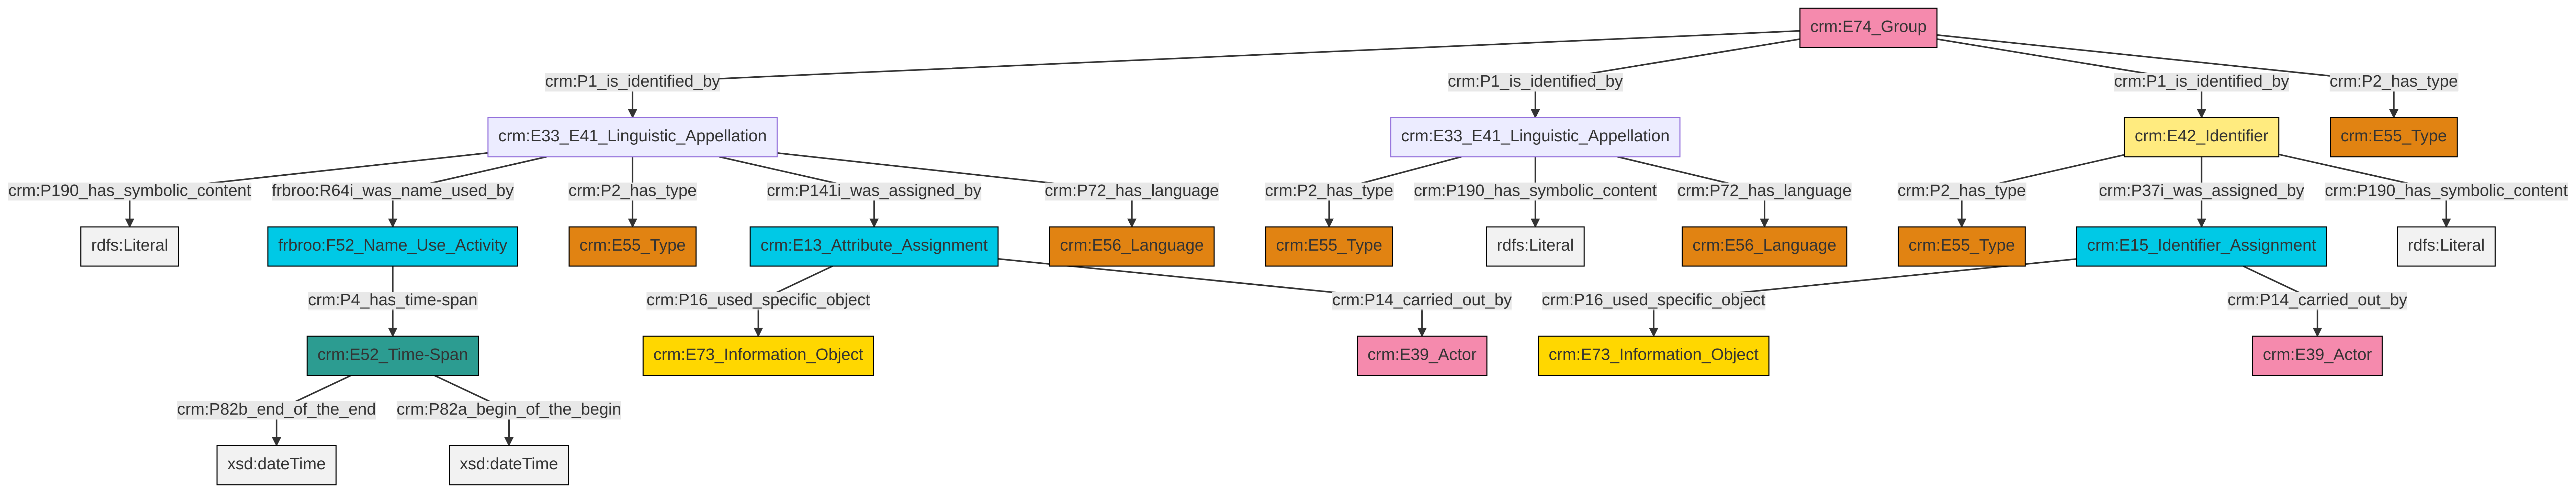 crm:E74_Group
crm:P1_is_identified_by
crm:P1_is_identified_by
crm:P1_is_identified_by
crm:P2_has_type
crm:E33_E41_Linguistic_Appellation
crm:E33_E41_Linguistic_Appellation
crm:E42_Identifier
crm:E55_Type
crm:P190_has_symbolic_content
frbroo:R64i_was_name_used_by
crm:P2_has_type
crm:P141i_was_assigned_by
crm:P72_has_language
crm:P2_has_type
crm:P190_has_symbolic_content
crm:P72_has_language
crm:P2_has_type
crm:P37i_was_assigned_by
crm:P190_has_symbolic_content
rdfs:Literal
frbroo:F52_Name_Use_Activity
crm:E55_Type
crm:E13_Attribute_Assignment
crm:E56_Language
crm:E55_Type
rdfs:Literal
crm:E56_Language
crm:E55_Type
crm:E15_Identifier_Assignment
rdfs:Literal
crm:P4_has_time-span
crm:P16_used_specific_object
crm:P14_carried_out_by
crm:P16_used_specific_object
crm:P14_carried_out_by
crm:E52_Time-Span
crm:E73_Information_Object
crm:E39_Actor
crm:E73_Information_Object
crm:E39_Actor
crm:P82b_end_of_the_end
crm:P82a_begin_of_the_begin
xsd:dateTime
xsd:dateTime